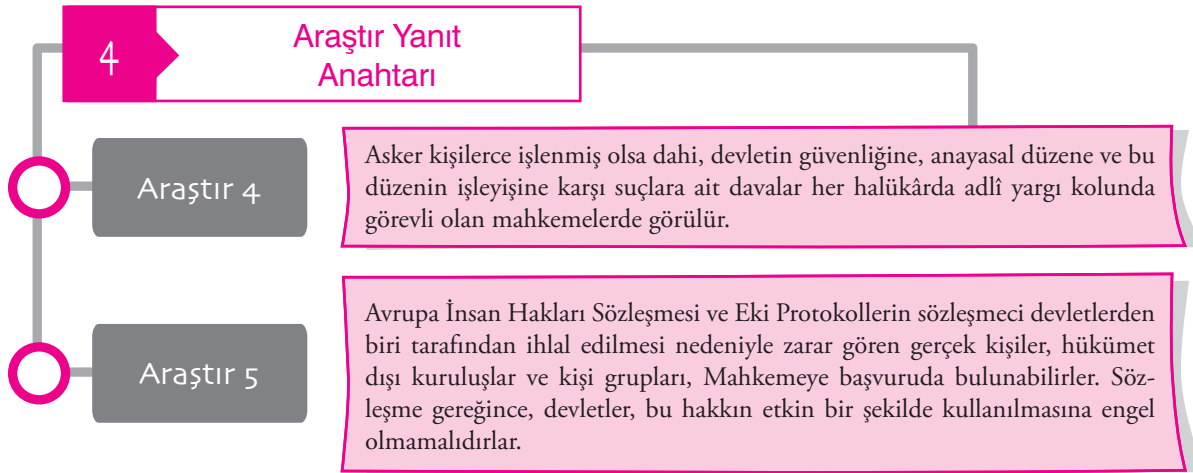 4
Araştır Yanıt
Anahtarı
Araştır 4
Asker kişilerce işlenmiş olsa dahi, devletin güvenliğine, anayasal düzene ve bu
düzenin işleyişine karşı suçlara ait davalar her halükârda adlî yargı kolunda
görevli olan mahkemelerde görülür.
Araştır 5
Avrupa İnsan Hakları Sözleşmesi ve Eki Protokollerin sözleşmeci devletlerden
biri tarafından ihlal edilmesi nedeniyle zarar gören gerçek kişiler, hükümet
dışı kuruluşlar ve kişi grupları, Mahkemeye başvuruda bulunabilirler. Söz-
leşme gereğince, devletler, bu hakkın etkin bir şekilde kullanılmasına engel
olmamalıdırlar.